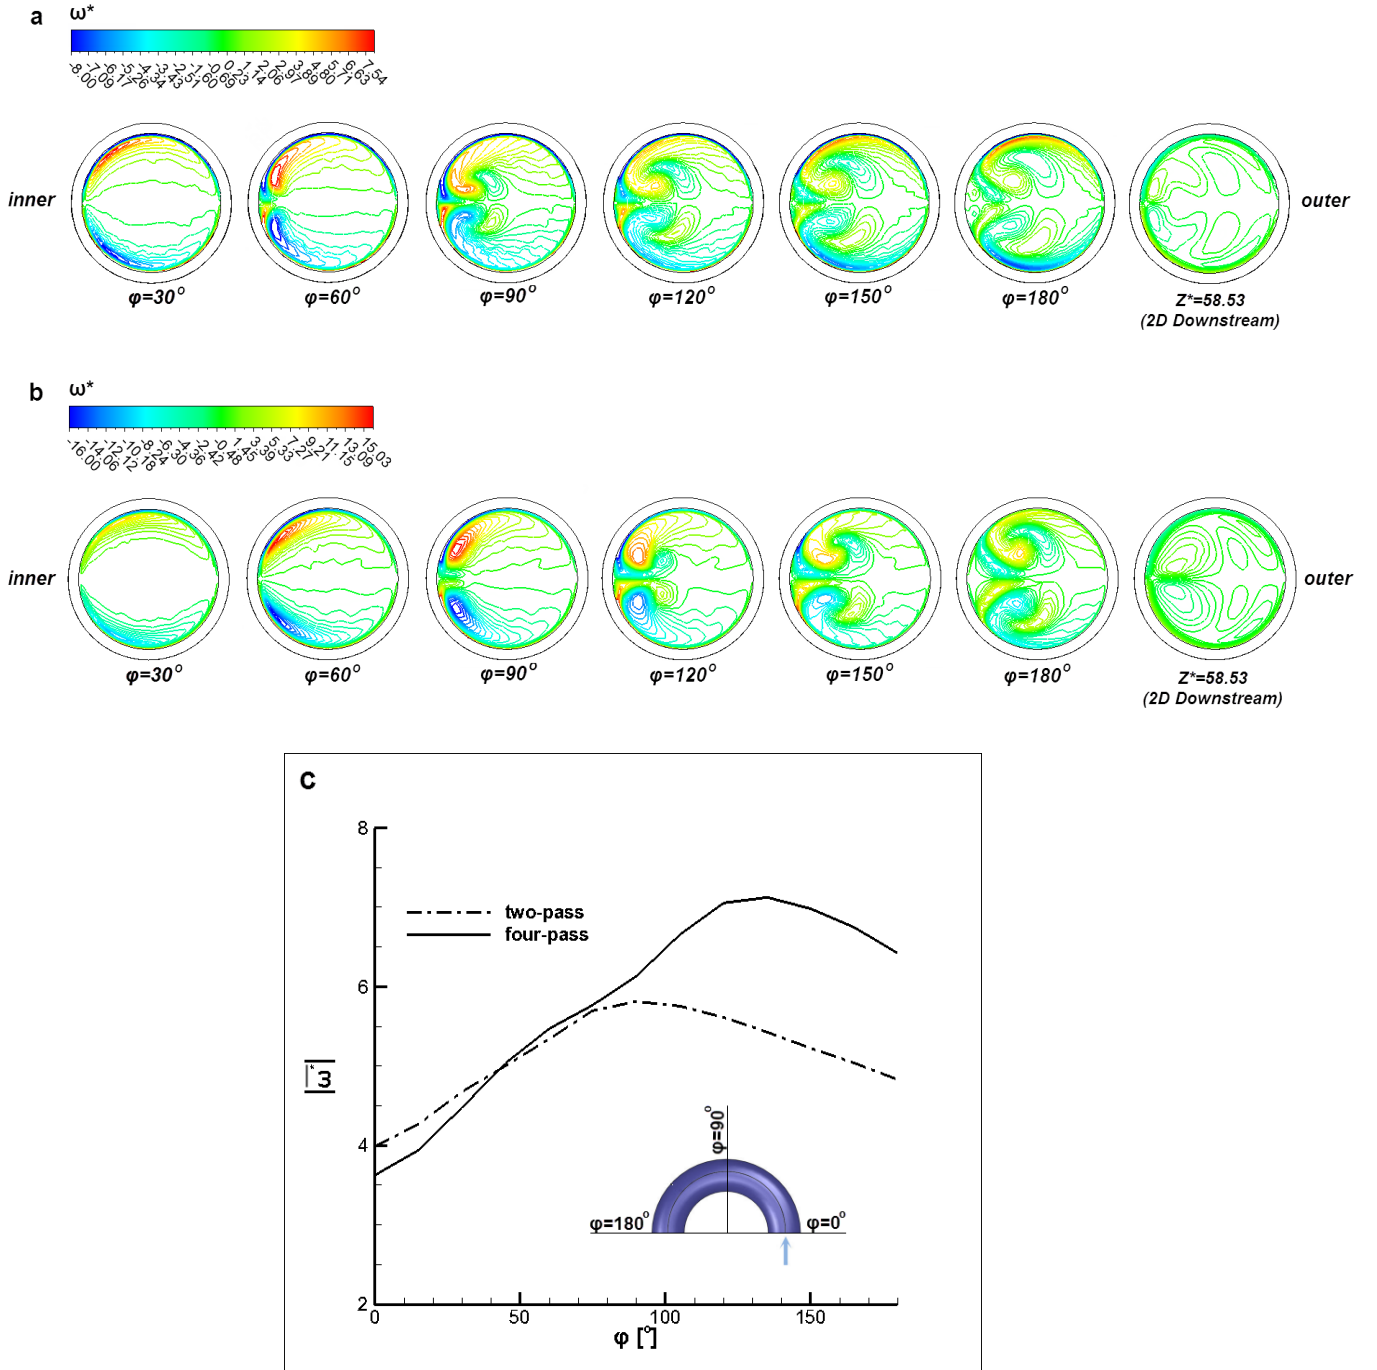 a
ω*
-8.00 -7.09 -6.17 -5.26 -4.34 -3.43 -2.51 -1.60 -0.69 0.23 1.14 2.06 2.97 3.89 4.80 5.71 6.63 7.54
inner
outer
φ=30° φ=60° φ=90° φ=120° φ=150° φ=180° Z*=58.53
(2D Downstream)
b
ω*
-16.00 -14.06 -12.12 -10.18 -8.24 -6.30 -4.36 -2.42 -0.48 1.45 3.39 5.33 7.27 9.21 11.15 13.09 15.03
inner
outer
φ=30° φ=60° φ=90° φ=120° φ=150° φ=180° Z*=58.53
(2D Downstream)
c
8
two-pass
four-pass
6
|ω*|
4
φ=90°
φ=180° φ=0°
2
0 50 100 150
φ [°]